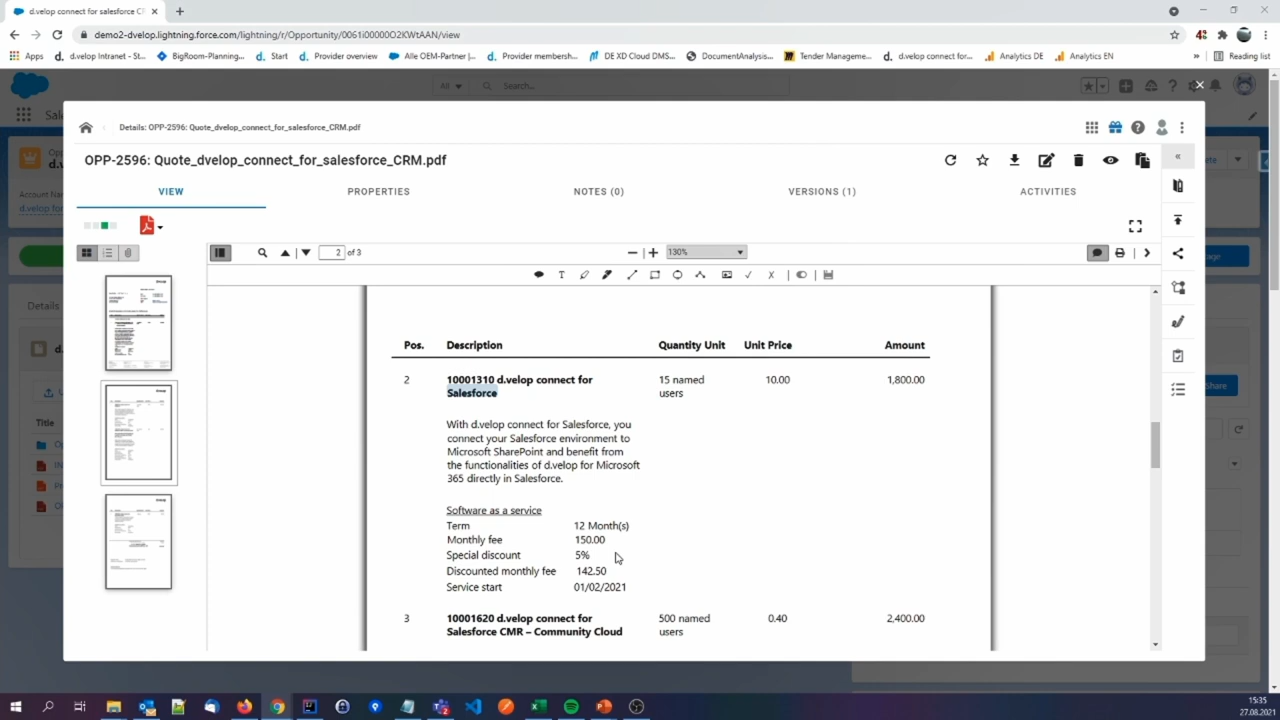 d.velop connect for salesforce CR
demo2-dvelop.lightning.force.com/lightning/r/Opportunity/0061i00000O2KWtAAN/view
Apps
d.velop Intranet - St...
BigRoom-Planning...
Start
Provider overview
Alle OEM-Partner |...
Provider membersh...
DE XD Cloud DMS...
DocumentAnalysis...
Tender Manageme...
d.velop connect for...
Analytics DE
Analytics EN
»
Reading list
All
Search...
Sal
Details: OPP-2596: Quote_dvelop_connect_for_salesforce_CRM.pdf
OPP-2596: Quote_dvelop_connect_for_salesforce_CRM.pdf
VIEW
PROPERTIES
NOTES (0)
VERSIONS (1)
ACTIVITIES
Account Name
d.velop for
2 of 3
130%
Details
Share
Title
Pos. Description Quantity Unit Unit Price Amount
2 10001310 d.velop connect for 15 named 10.00 1,800.00
Salesforce users
With d.velop connect for Salesforce, you
connect your Salesforce environment to
Microsoft SharePoint and benefit from
the functionalities of d.velop for Microsoft
365 directly in Salesforce.
Software as a service
Term 12 Month(s)
Monthly fee 150.00
Special discount 5%
Discounted monthly fee 142.50
Service start 01/02/2021
3 10001620 d.velop connect for 500 named 0.40 2,400.00
Salesforce CMR – Community Cloud users
15:35
27.08.2021